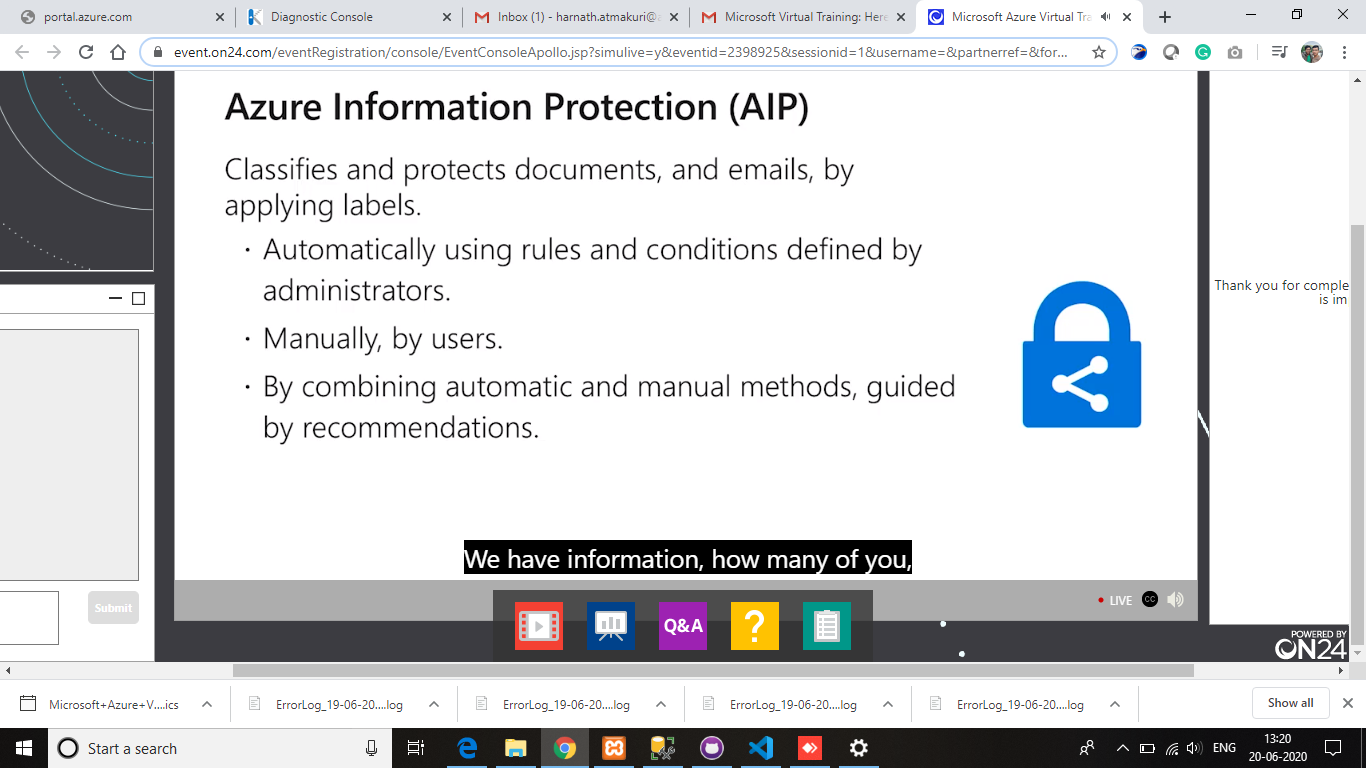 portal.azure.com
Diagnostic Console
Inbox (1) - harnath.atmakuri@
Microsoft Virtual Training: Here
Microsoft Azure Virtual Tra
event.on24.com/eventRegistration/console/EventConsoleApollo.jsp?simulive=y&eventid=2398925&sessionid=1&username=&partnerref=&for...
Azure Information Protection (AIP)
Classifies and protects documents, and emails, by
applying labels.
· Automatically using rules and conditions defined by
administrators.
· Manually, by users.
· By combining automatic and manual methods, guided
by recommendations.
Thank you for comple
is im
We have information, how many of you,
Submit
• LIVE
CC
Q&A
?
POWERED BY
ON24
Microsoft+Azure+V....ics
ErrorLog_19-06-20....log
ErrorLog_19-06-20....log
ErrorLog_19-06-20....log
ErrorLog_19-06-20....log
Show all
Start a search
ENG
13:20
20-06-2020